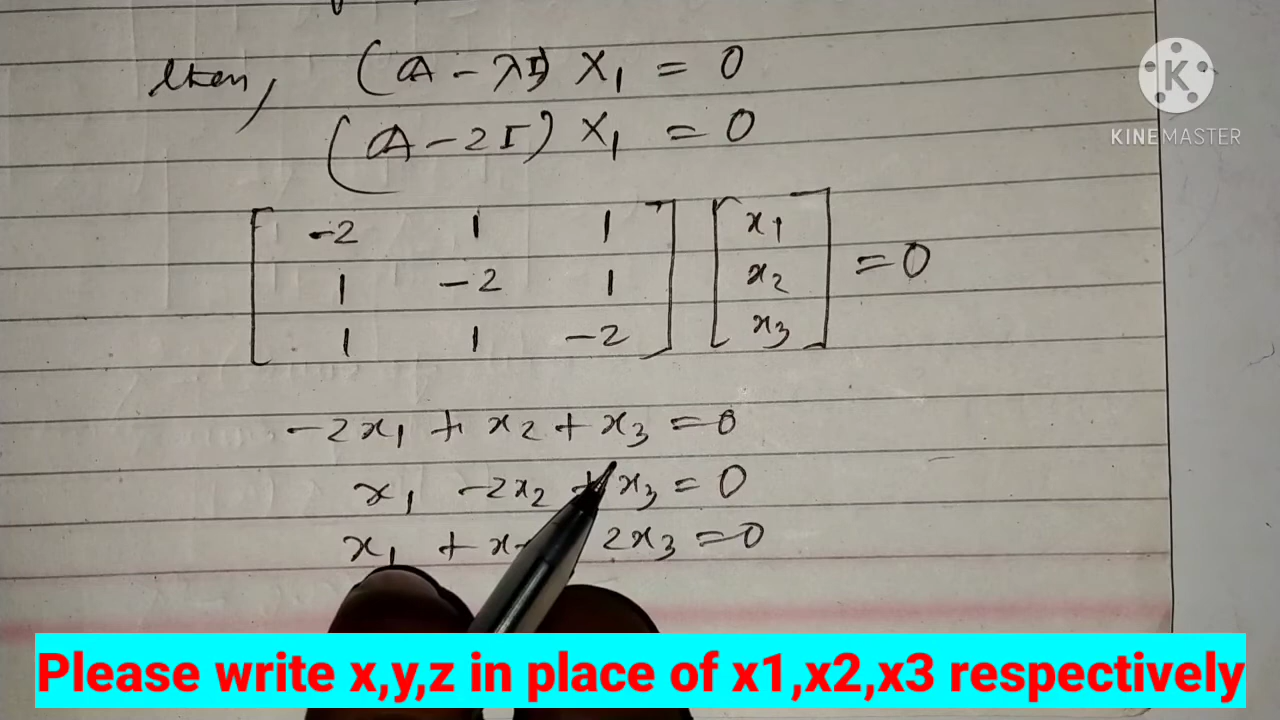 then, (A - λI) X₁ = 0
KINEMASTER
(A - 2I) X₁ = 0
[ -2 1 1 ] [ x₁ ]
[ 1 -2 1 ] [ x₂ ] = 0
[ 1 1 -2 ] [ x₃ ]
-2x₁ + x₂ + x₃ = 0
x₁ -2x₂ + x₃ = 0
x₁ + x 2x₃ = 0
Please write x,y,z in place of x1,x2,x3 respectively